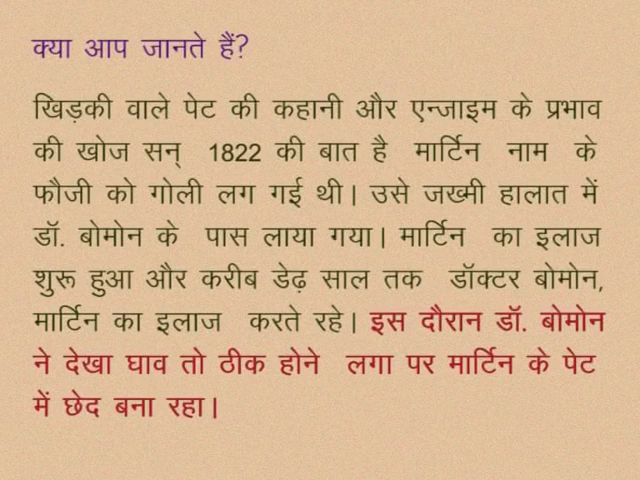 क्या आप जानते हैं?
खिड़की वाले पेट की कहानी और एन्जाइम के प्रभाव
की खोज सन् 1822 की बात है मार्टिन नाम के
फौजी को गोली लग गई थी। उसे जख्मी हालात में
डॉ. बोमोन के पास लाया गया। मार्टिन का इलाज
शुरू हुआ और करीब डेढ़ साल तक डॉक्टर बोमोन,
मार्टिन का इलाज करते रहे। इस दौरान डॉ. बोमोन
ने देखा घाव तो ठीक होने लगा पर मार्टिन के पेट
में छेद बना रहा।